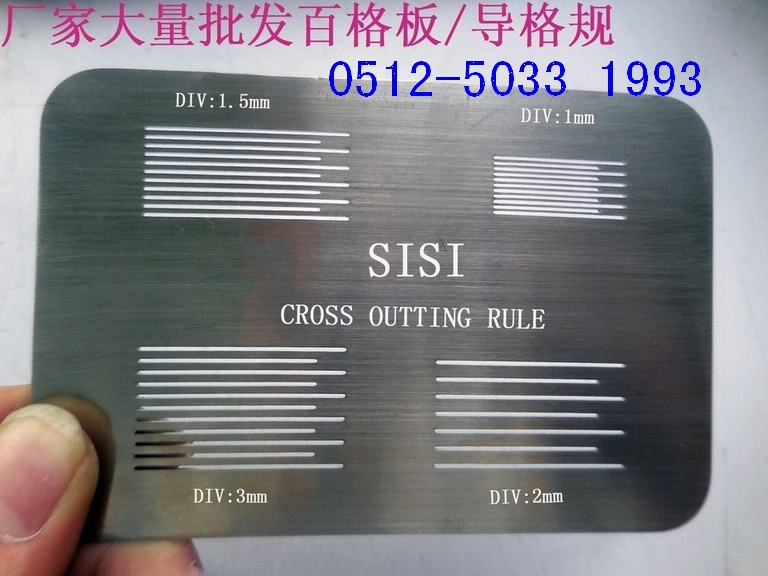 厂家大量批发百格板/导格规
0512-5033 1993
DIV:1.5mm
DIV:1mm
SISI
CROSS OUTTING RULE
DIV:3mm
DIV:2mm